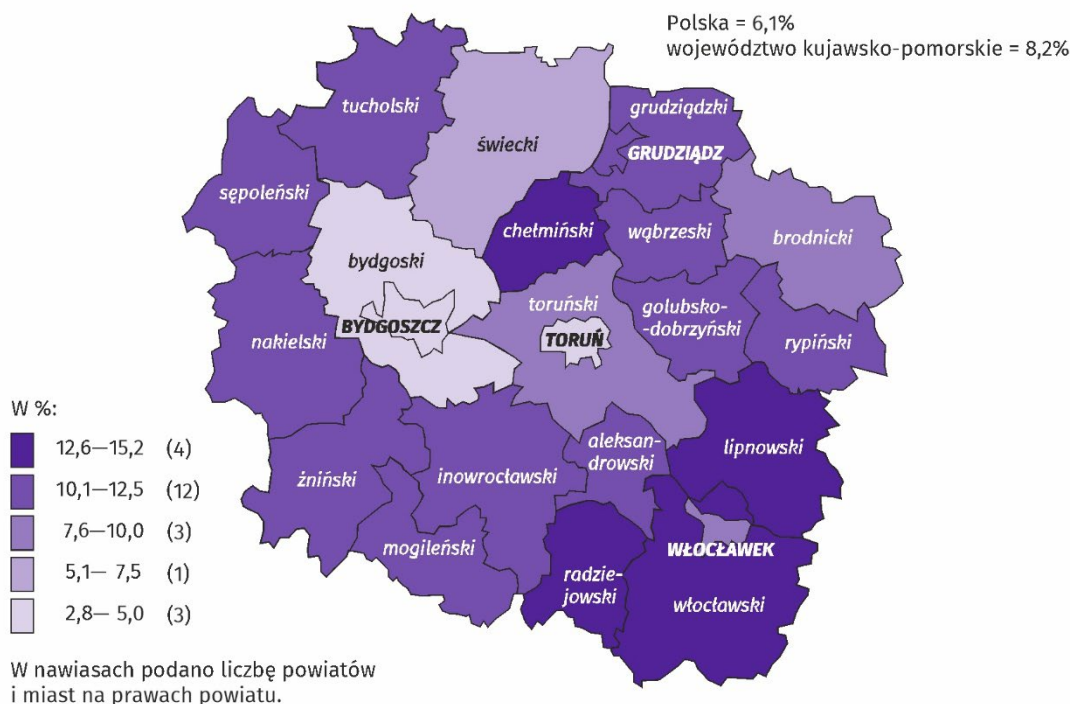 Polska = 6,1%
województwo kujawsko-pomorskie = 8,2%
tucholski
grudziądzki
świecki
GRUDZIĄDZ
sępoleński
chełmiński
wąbrzeski
brodnicki
bydgoski
toruński
golubsko-
-dobrzyński
BYDGOSZCZ
TORUŃ
nakielski
rypiński
W %:
12,6—15,2 (4)
10,1—12,5 (12)
7,6—10,0 (3)
5,1— 7,5 (1)
2,8— 5,0 (3)
aleksan-
drowski
lipnowski
żniński
inowrocławski
mogileński
WŁOCŁAWEK
radzie-
jowski
włocławski
W nawiasach podano liczbę powiatów
i miast na prawach powiatu.